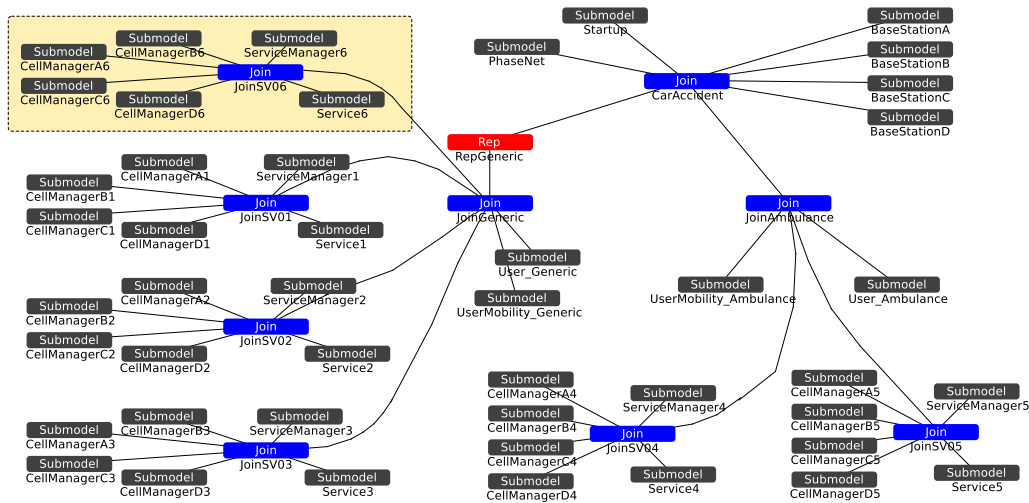 Submodel
Startup
Submodel
BaseStationA
Submodel
PhaseNet
Submodel
BaseStationB
Join
CarAccident
Submodel
BaseStationC
Submodel
BaseStationD
Submodel
CellManagerB6
Submodel
ServiceManager6
Submodel
CellManagerA6
Join
JoinSV06
Submodel
CellManagerC6
Submodel
CellManagerD6
Submodel
Service6
Rep
RepGeneric
Submodel
CellManagerA1
Submodel
ServiceManager1
Submodel
CellManagerB1
Join
JoinSV01
Submodel
CellManagerC1
Submodel
CellManagerD1
Submodel
Service1
Join
JoinGeneric
Join
JoinAmbulance
Submodel
User_Generic
Submodel
UserMobility_Generic
Submodel
UserMobility_Ambulance
Submodel
User_Ambulance
Submodel
CellManagerA2
Submodel
ServiceManager2
Submodel
CellManagerB2
Join
JoinSV02
Submodel
CellManagerC2
Submodel
CellManagerD2
Submodel
Service2
Submodel
CellManagerB3
Submodel
ServiceManager3
Submodel
CellManagerA3
Join
JoinSV03
Submodel
CellManagerC3
Submodel
CellManagerD3
Submodel
Service3
Submodel
CellManagerA4
Submodel
ServiceManager4
Submodel
CellManagerB4
Join
JoinSV04
Submodel
CellManagerC4
Submodel
CellManagerD4
Submodel
Service4
Submodel
CellManagerA5
Submodel
ServiceManager5
Submodel
CellManagerB5
Join
JoinSV05
Submodel
CellManagerC5
Submodel
CellManagerD5
Submodel
Service5